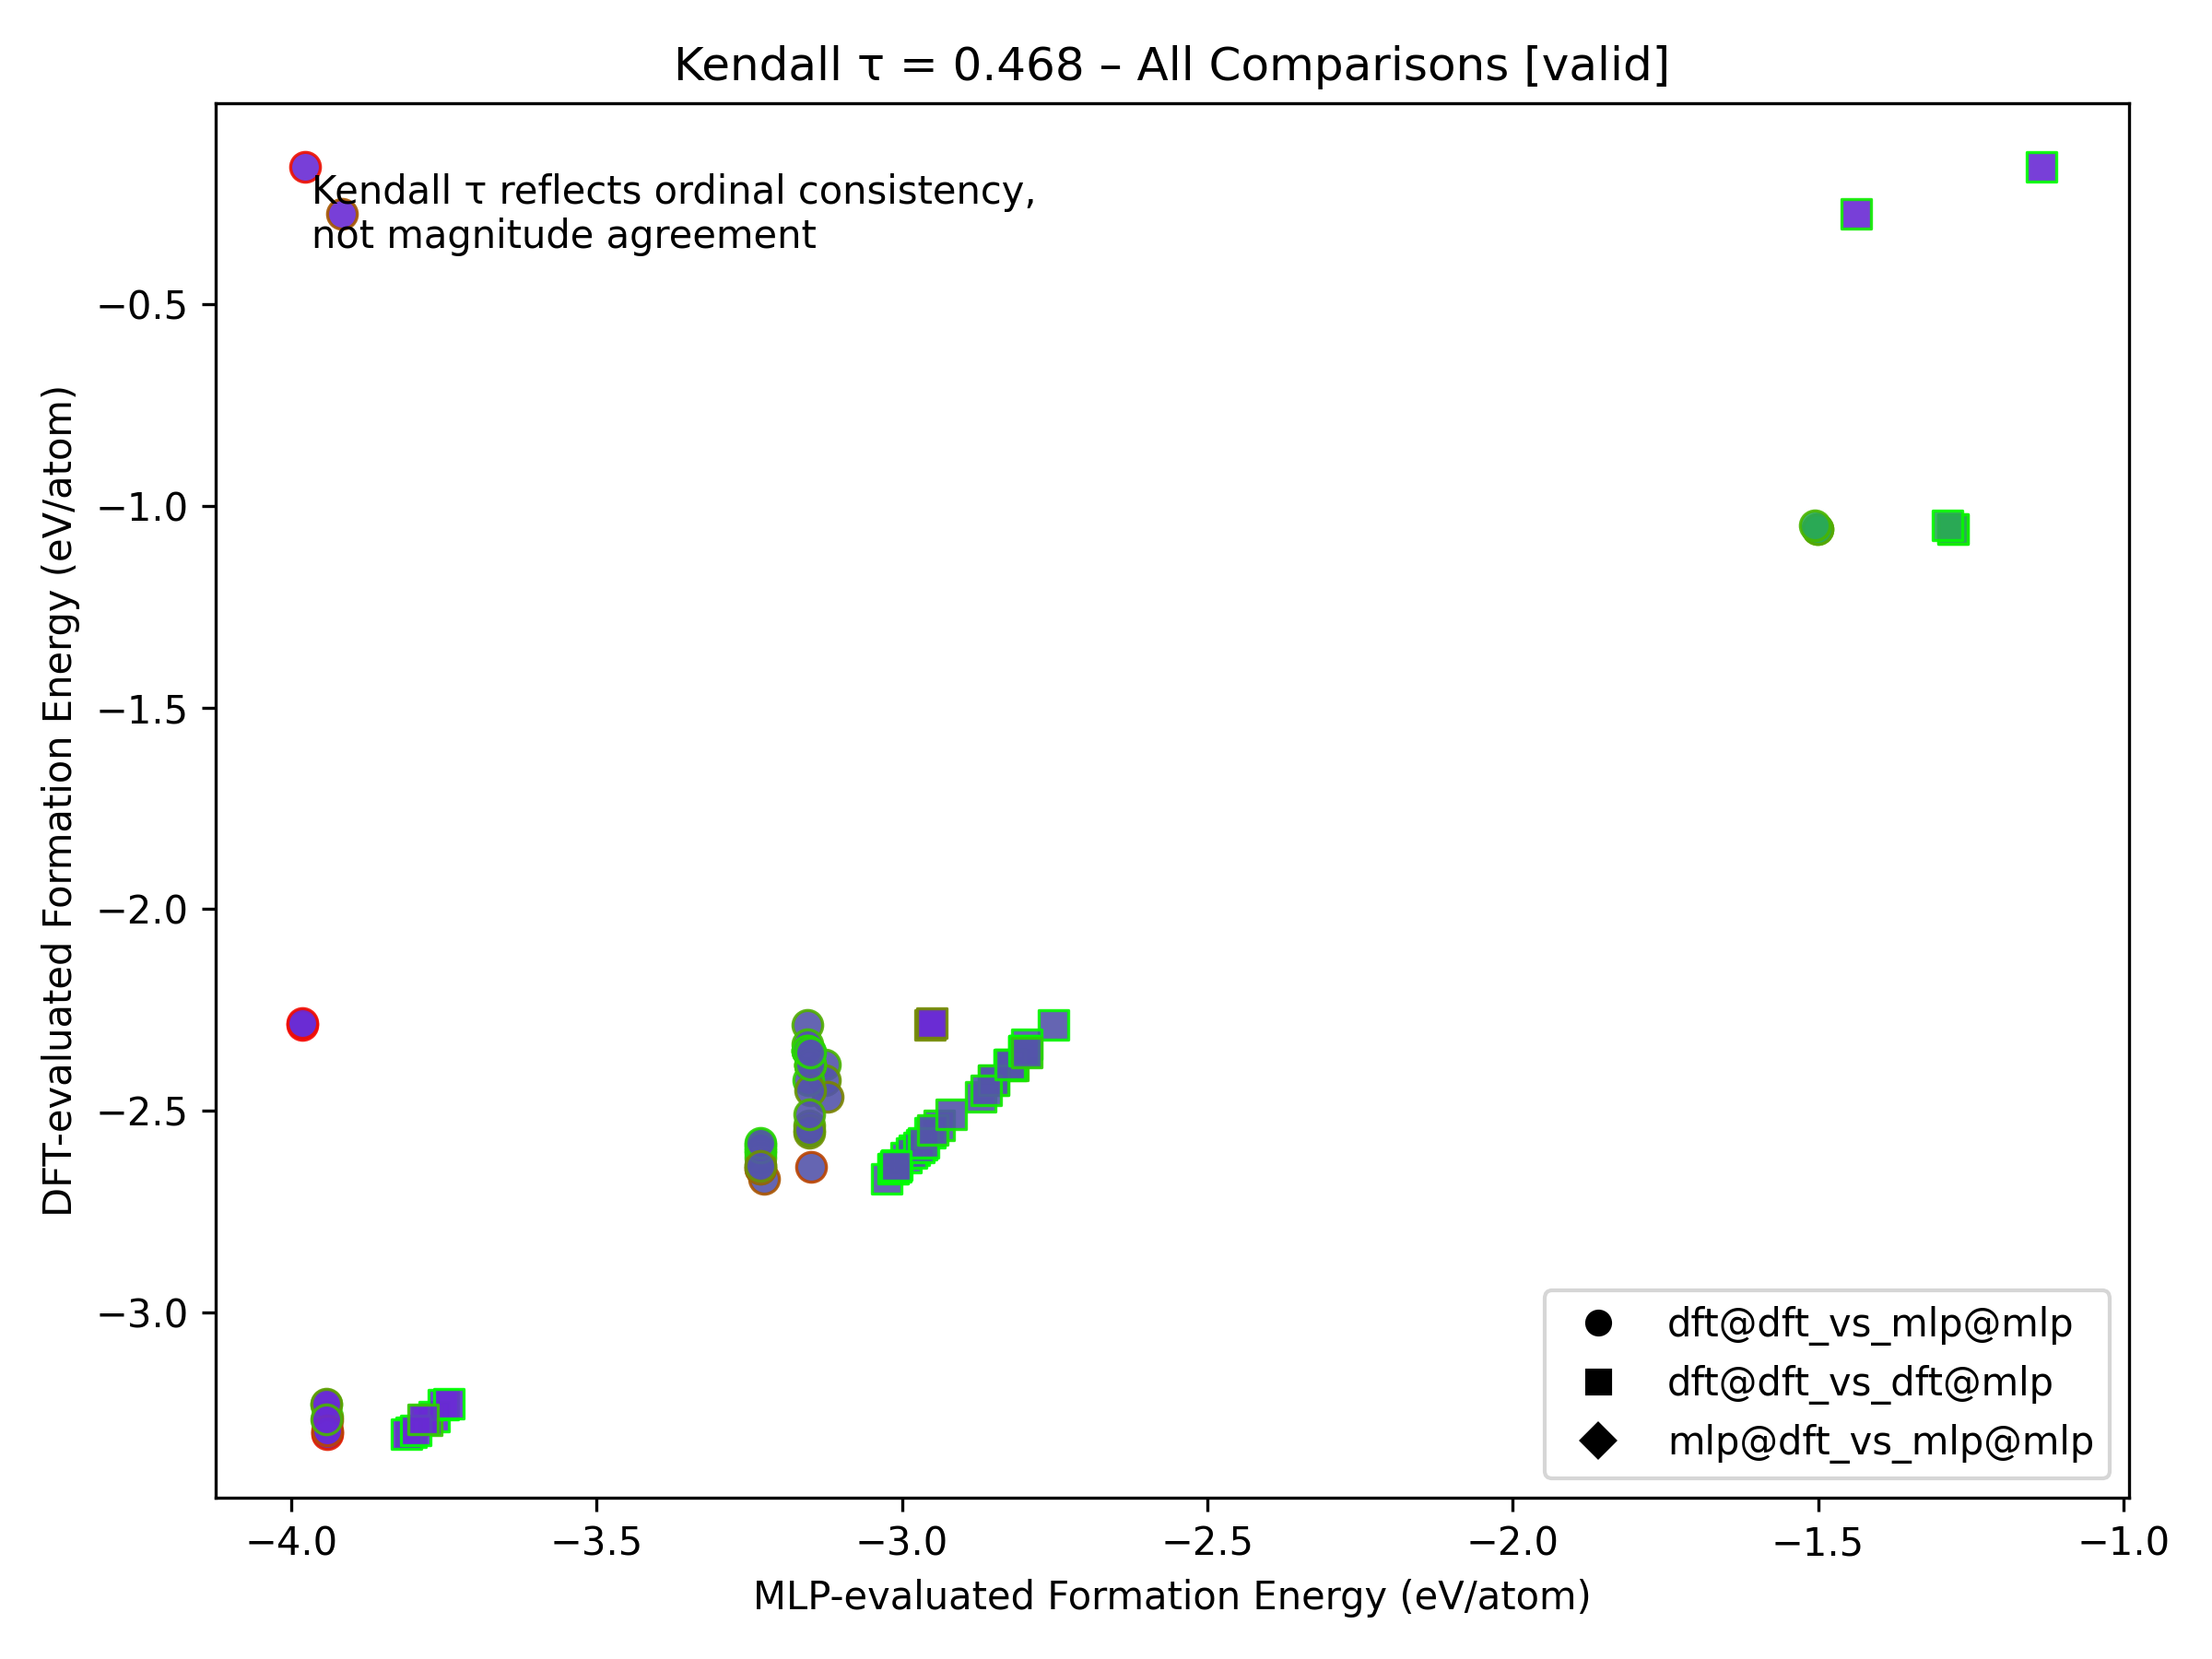 Kendall τ = 0.468 – All Comparisons [valid]
Kendall τ reflects ordinal consistency,
not magnitude agreement
DFT-evaluated Formation Energy (eV/atom)
−0.5
−1.0
−1.5
−2.0
−2.5
−3.0
dft@dft_vs_mlp@mlp
dft@dft_vs_dft@mlp
mlp@dft_vs_mlp@mlp
−4.0
−3.5
−3.0
−2.5
−2.0
−1.5
−1.0
MLP-evaluated Formation Energy (eV/atom)